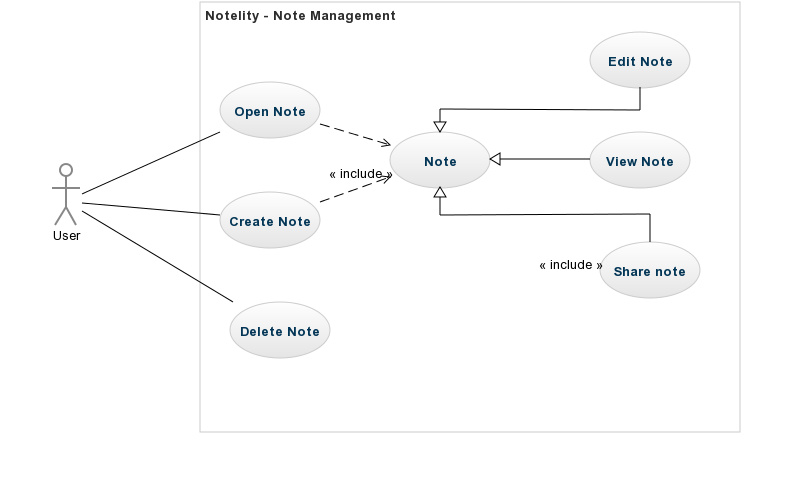 Notelity - Note Management
Edit Note
Open Note
Note
View Note
« include »
Create Note
User
« include »
Share note
Delete Note